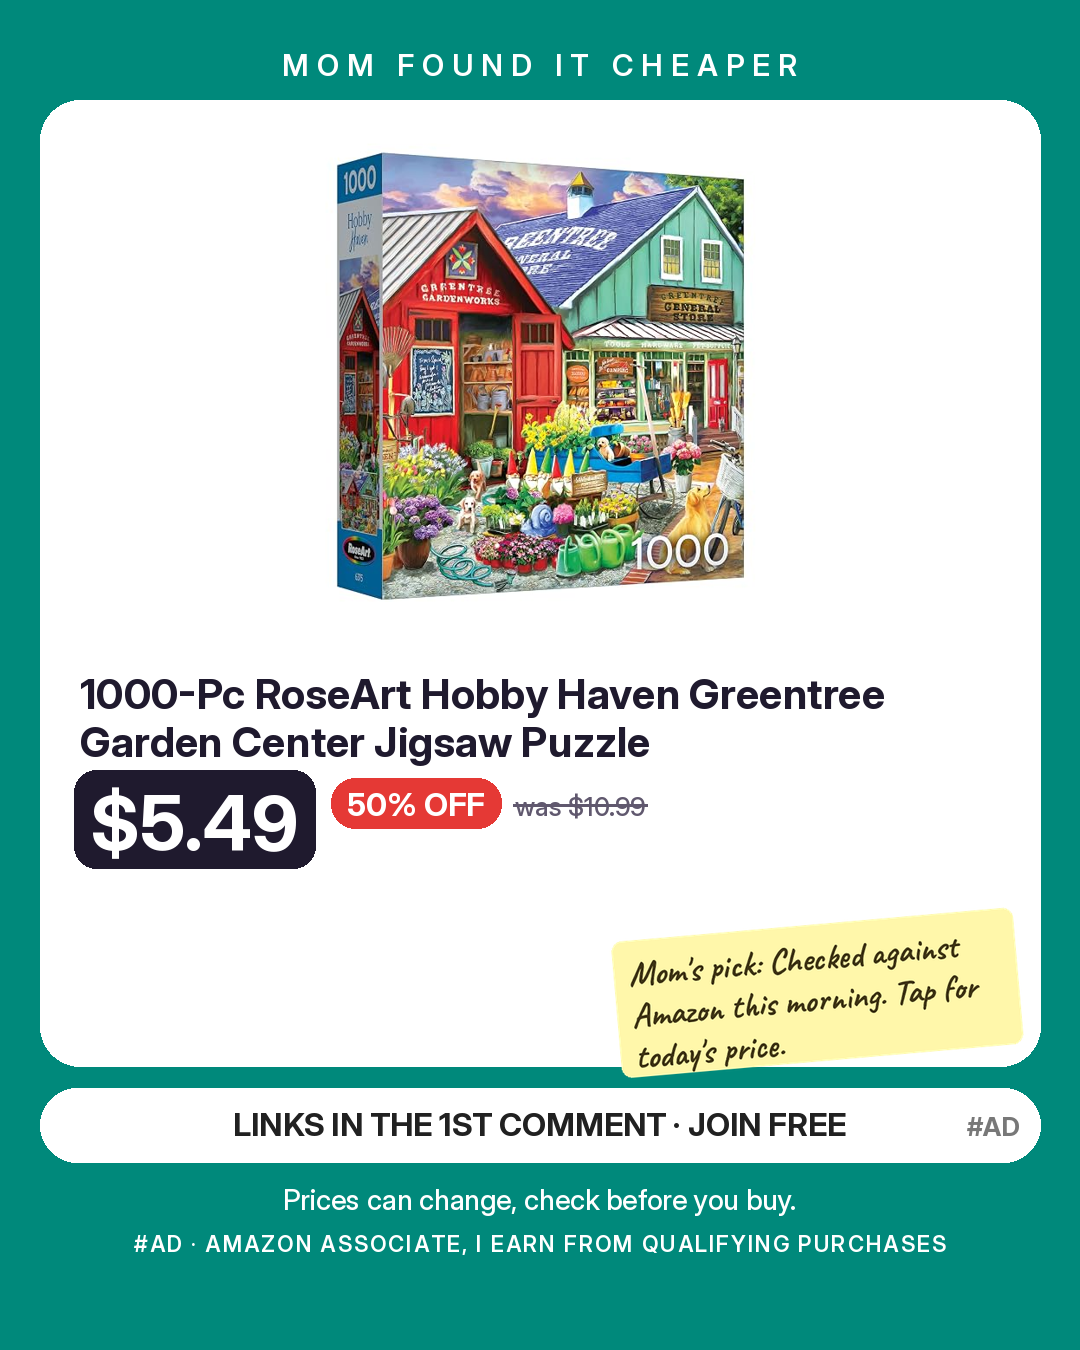 MOM FOUND IT CHEAPER
1000
Hobby
Haven
GREENTREE
GENERAL
STORE
GREENTREE
GARDENWORKS
GREENTREE
GENERAL
STORE
TOOLS HARDWARE
RoseArt
1000
1000-Pc RoseArt Hobby Haven Greentree
Garden Center Jigsaw Puzzle
$5.49
50% OFF
was $10.99
Mom's pick: Checked against
Amazon this morning. Tap for
today's price.
LINKS IN THE 1ST COMMENT · JOIN FREE
#AD
Prices can change, check before you buy.
#AD · AMAZON ASSOCIATE, I EARN FROM QUALIFYING PURCHASES